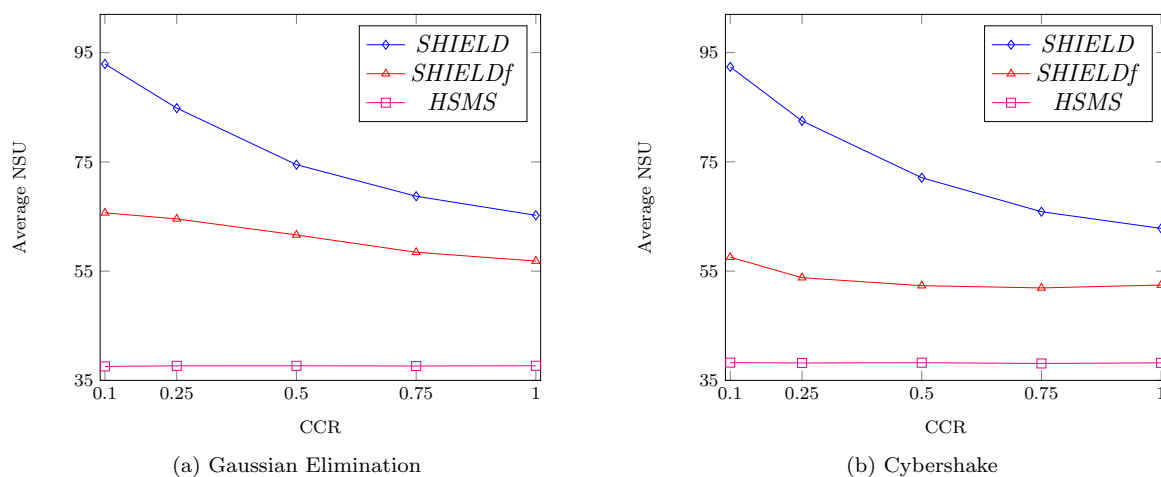 95
75
55
35
Average NSU
0.1 0.25 0.5 0.75 1
CCR
SHIELD
SHIELDf
HSMS
(a) Gaussian Elimination
95
75
55
35
Average NSU
0.1 0.25 0.5 0.75 1
CCR
SHIELD
SHIELDf
HSMS
(b) Cybershake